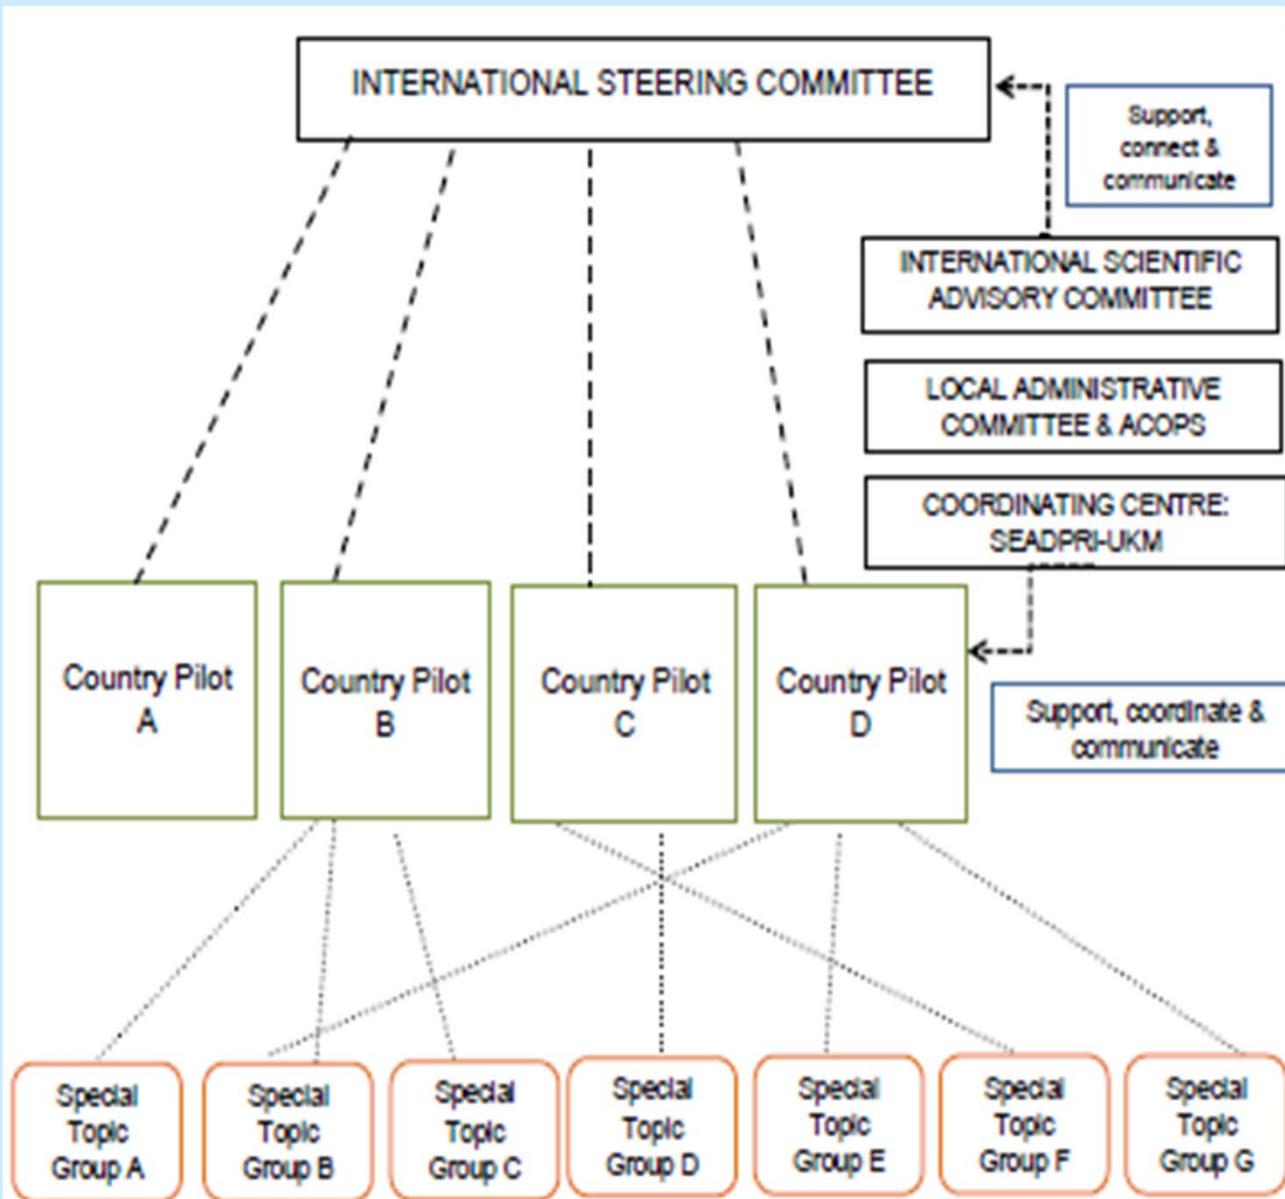 INTERNATIONAL STEERING COMMITTEE
Support,
connect &
communicate
INTERNATIONAL SCIENTIFIC
ADVISORY COMMITTEE
LOCAL ADMINISTRATIVE
COMMITTEE & ACOPS
COORDINATING CENTRE:
SEADPRI-UKM
Country Pilot
A
Country Pilot
B
Country Pilot
C
Country Pilot
D
Support, coordinate &
communicate
Special
Topic
Group A
Special
Topic
Group B
Special
Topic
Group C
Special
Topic
Group D
Special
Topic
Group E
Special
Topic
Group F
Special
Topic
Group G